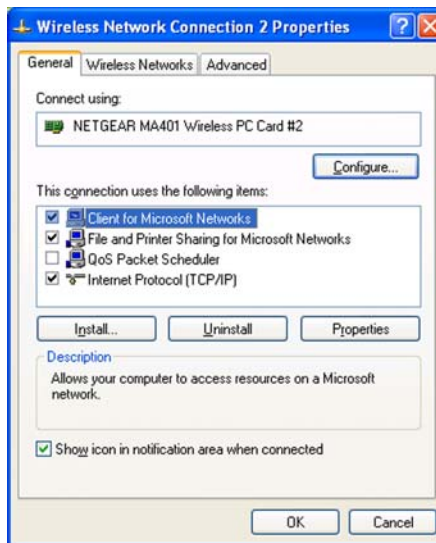 Wireless Network Connection 2 Properties
General Wireless Networks Advanced
Connect using:
NETGEAR MA401 Wireless PC Card #2
Configure...
This connection uses the following items:
Client for Microsoft Networks
File and Printer Sharing for Microsoft Networks
QoS Packet Scheduler
Internet Protocol (TCP/IP)
Install... Uninstall Properties
Description
Allows your computer to access resources on a Microsoft
network.
Show icon in notification area when connected
OK Cancel